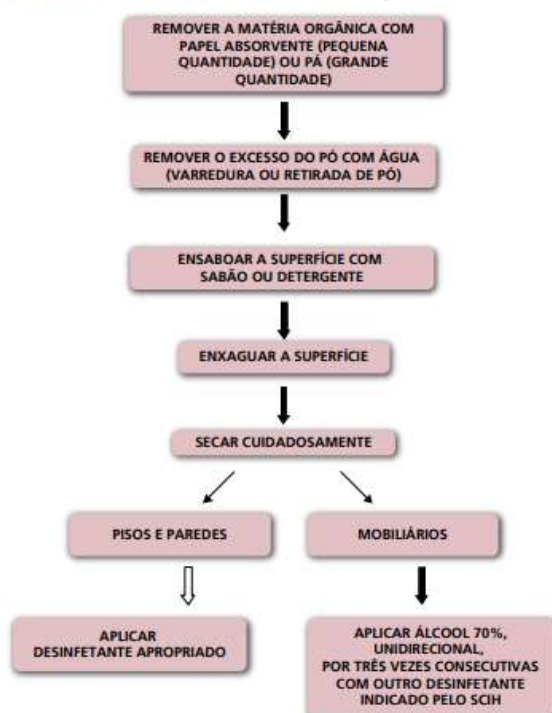 REMOVER A MATÉRIA ORGÂNICA COM
PAPEL ABSORVENTE (PEQUENA
QUANTIDADE) OU PÁ (GRANDE
QUANTIDADE)
REMOVER O EXCESSO DO PÓ COM ÁGUA
(VARREDURA OU RETIRADA DE PÓ)
ENSABOAR A SUPERFÍCIE COM
SABÃO OU DETERGENTE
ENXAGUAR A SUPERFÍCIE
SECAR CUIDADOSAMENTE
PISOS E PAREDES
MOBILIÁRIOS
APLICAR
DESINFETANTE APROPRIADO
APLICAR ÁLCOOL 70%,
UNIDIRECIONAL,
POR TRÊS VEZES CONSECUTIVAS
COM OUTRO DESINFETANTE
INDICADO PELO SCIH